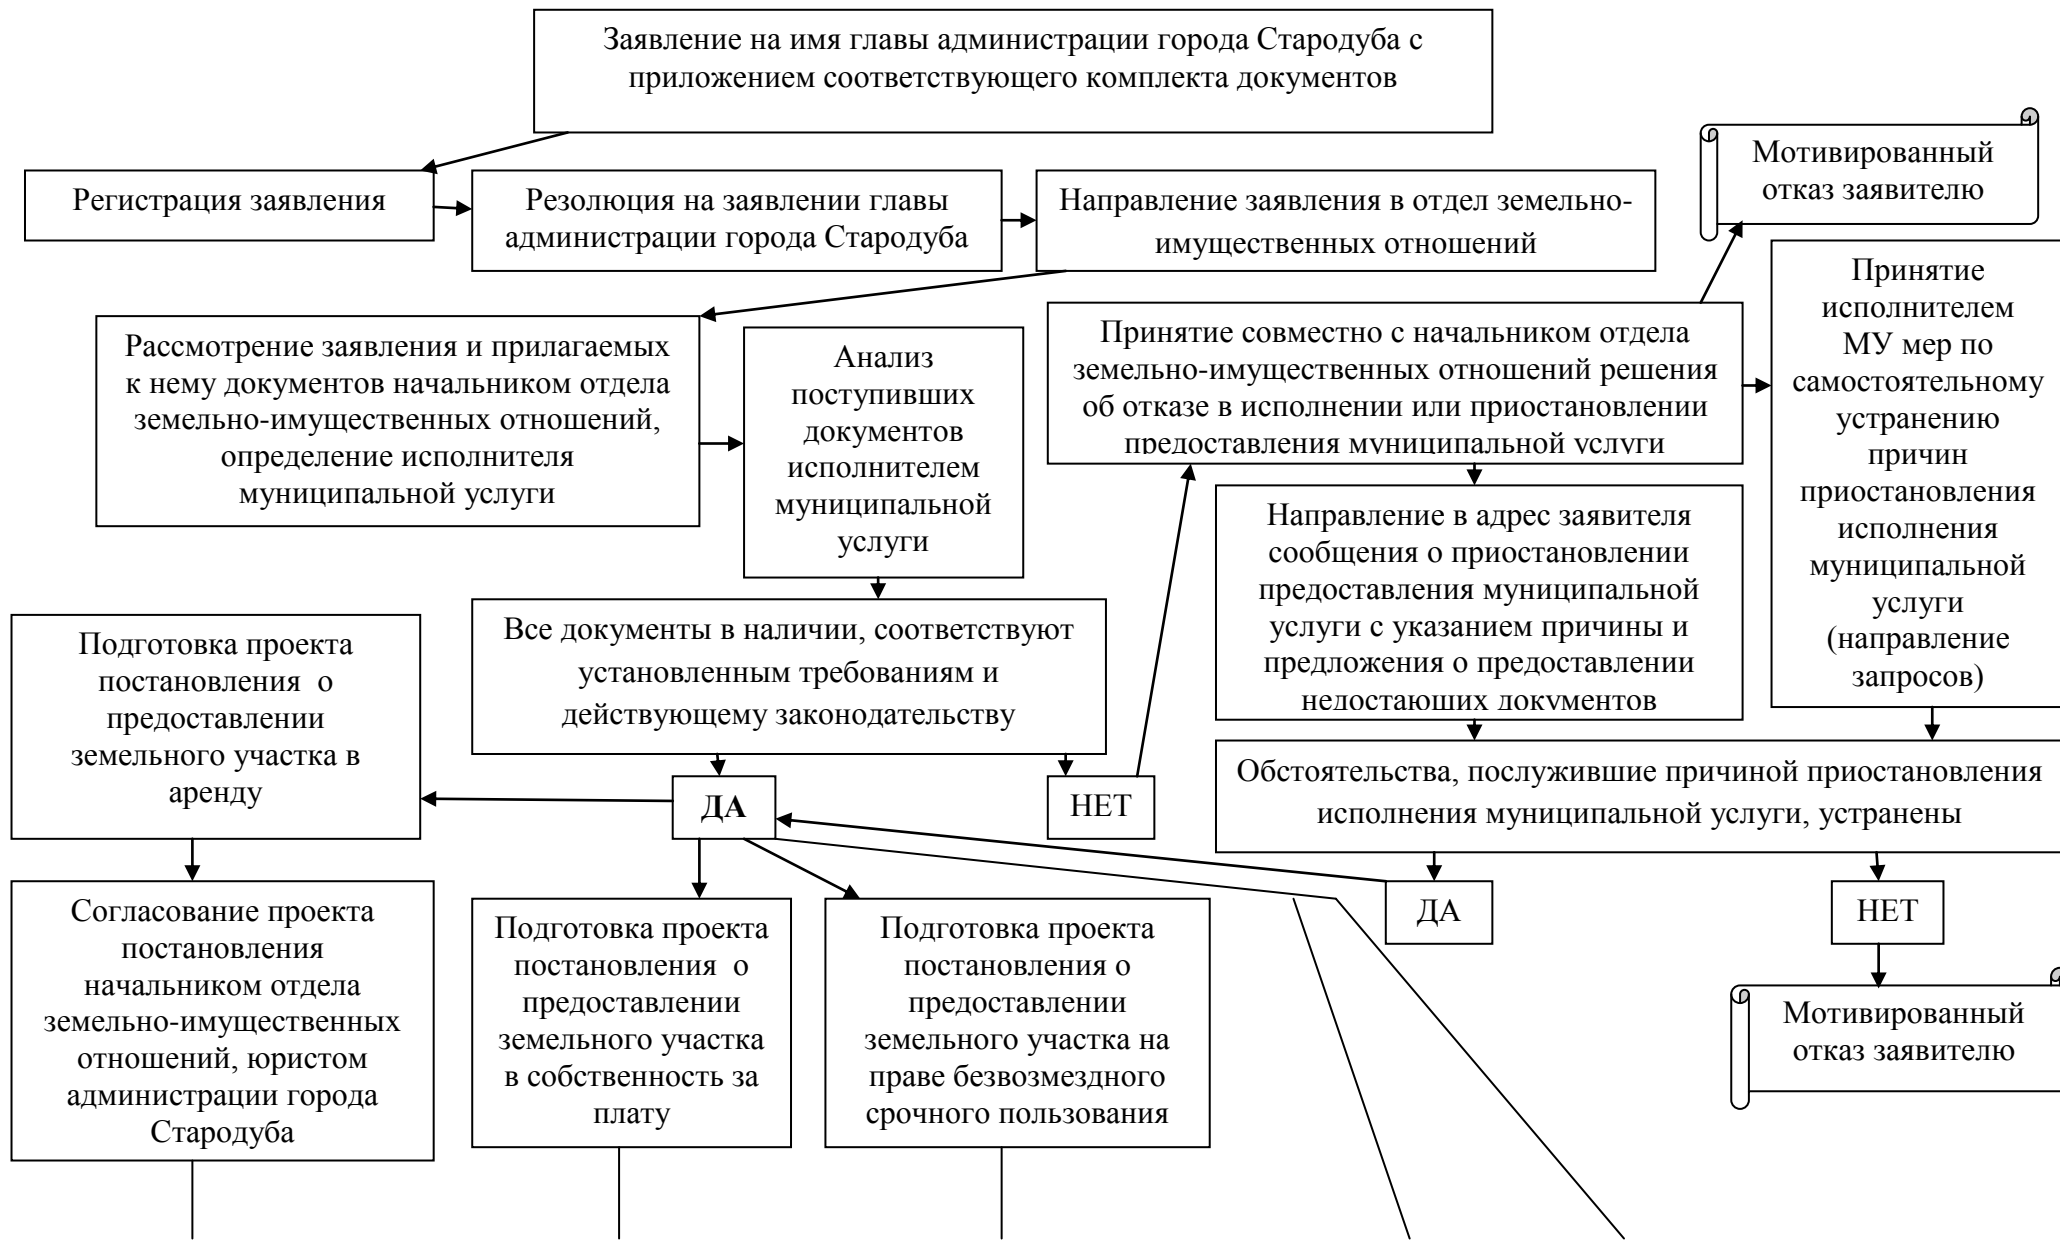 Заявление на имя главы администрации города Стародуба с
приложением соответствующего комплекта документов
Мотивированный
отказ заявителю
Регистрация заявления
Резолюция на заявлении главы
администрации города Стародуба
Направление заявления в отдел земельно-
имущественных отношений
Рассмотрение заявления и прилагаемых
к нему документов начальником отдела
земельно-имущественных отношений,
определение исполнителя
муниципальной услуги
Анализ
поступивших
документов
исполнителем
муниципальной
услуги
Принятие совместно с начальником отдела
земельно-имущественных отношений решения
об отказе в исполнении или приостановлении
предоставления муниципальной услуги
Принятие
исполнителем
МУ мер по
самостоятельному
устранению
причин
приостановления
исполнения
муниципальной
услуги
(направление
запросов)
Направление в адрес заявителя
сообщения о приостановлении
предоставления муниципальной
услуги с указанием причины и
предложения о предоставлении
недостающих документов
Все документы в наличии, соответствуют
установленным требованиям и
действующему законодательству
Подготовка проекта
постановления о
предоставлении
земельного участка в
аренду
ДА
НЕТ
Обстоятельства, послужившие причиной приостановления
исполнения муниципальной услуги, устранены
ДА
НЕТ
Согласование проекта
постановления
начальником отдела
земельно-имущественных
отношений, юристом
администрации города
Стародуба
Подготовка проекта
постановления о
предоставлении
земельного участка
в собственность за
плату
Подготовка проекта
постановления о
предоставлении
земельного участка на
праве безвозмездного
срочного пользования
Мотивированный
отказ заявителю